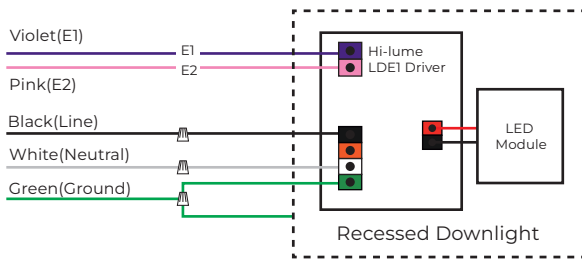 Violet(E1)
E1
E2
Pink(E2)
Hi-lume
LDE1 Driver
Black(Line)
White(Neutral)
Green(Ground)
LED
Module
Recessed Downlight